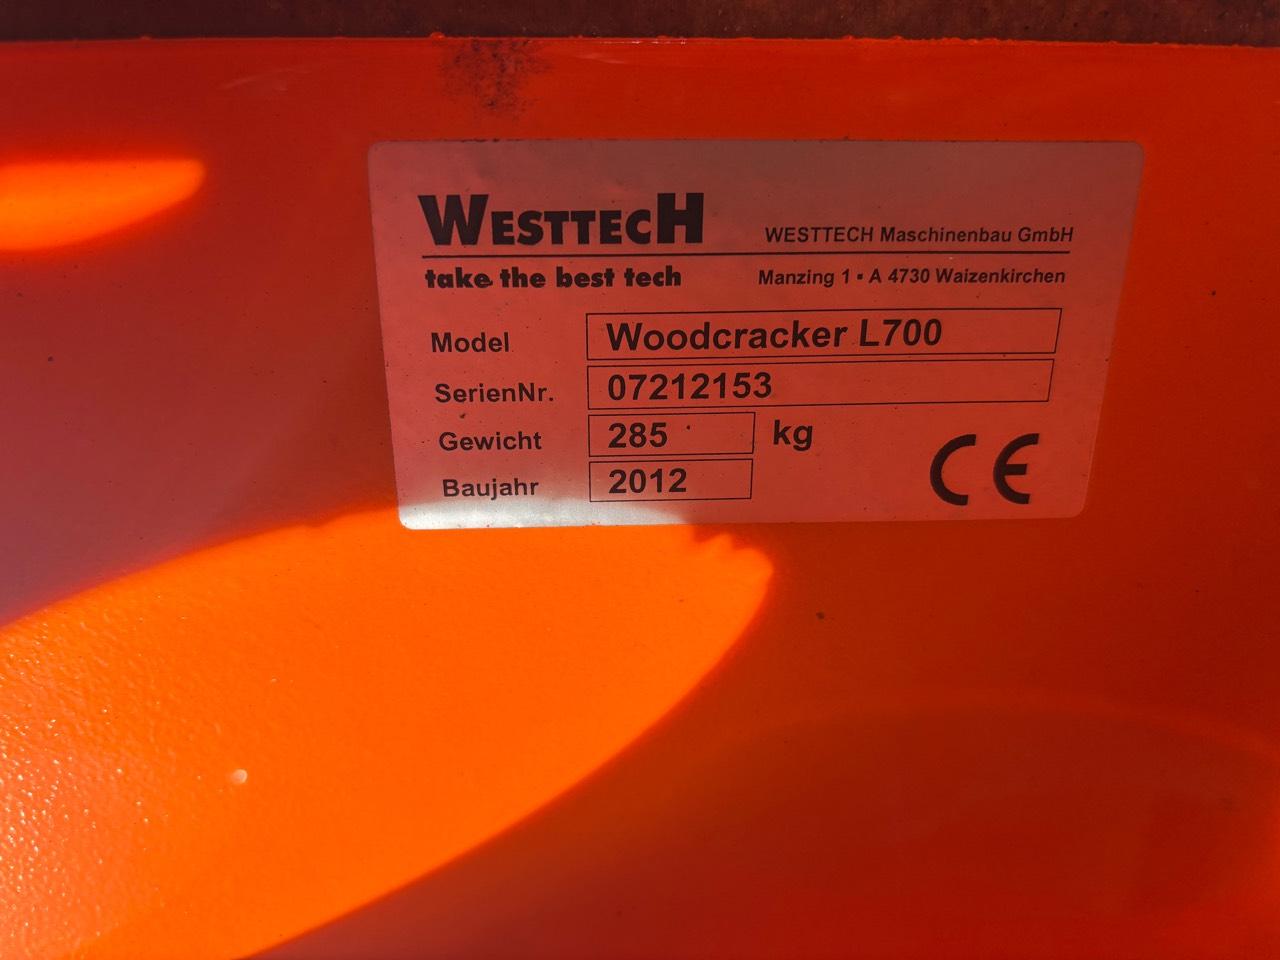 WESTTECH
take the best tech
WESTTECH Maschinenbau GmbH
Manzing 1 ▪ A 4730 Waizenkirchen
Model Woodcracker L700
SerienNr. 07212153
Gewicht 285 kg
Baujahr 2012
CE